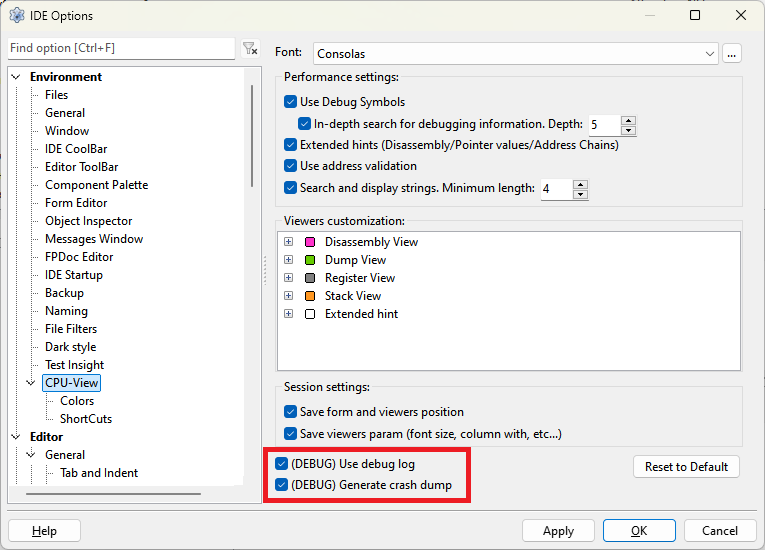 IDE Options
Find option [Ctrl+F]
Environment
Files
General
Window
IDE CoolBar
Editor ToolBar
Component Palette
Form Editor
Object Inspector
Messages Window
FPDoc Editor
IDE Startup
Backup
Naming
File Filters
Dark style
Test Insight
CPU-View
Colors
ShortCuts
Editor
General
Tab and Indent
Font: Consolas ...
Performance settings:
Use Debug Symbols
In-depth search for debugging information. Depth: 5
Extended hints (Disassembly/Pointer values/Address Chains)
Use address validation
Search and display strings. Minimum length: 4
Viewers customization:
Disassembly View
Dump View
Register View
Stack View
Extended hint
Session settings:
Save form and viewers position
Save viewers param (font size, column with, etc...)
(DEBUG) Use debug log
(DEBUG) Generate crash dump
Reset to Default
Help Apply OK Cancel